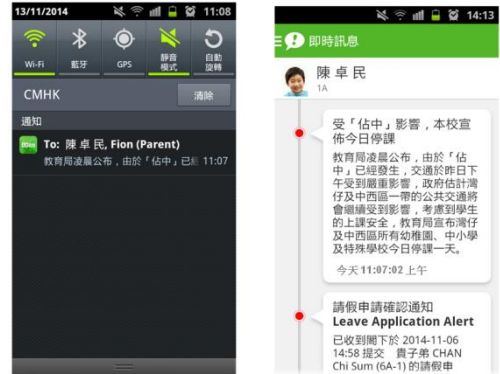 13/11/2014
11:08
Wi-Fi
藍牙
GPS
靜音
模式
自動
旋轉
CMHK
清除
通知
To: 陳 卓 民, Fion (Parent)
教育局凌晨公布，由於「佔中」已經
11:07
14:13
即時訊息
陳 卓 民
1A
受「佔中」影響，本校宣
佈今日停課
教育局凌晨公布，由於「佔
中」已經發生，交通於昨日下
午受到嚴重影響，政府估計灣
仔及中西區一帶的公共交通將
會繼續受到影響，考慮到學生
的上課安全，教育局宣布灣仔
及中西區所有幼稚園、中小學
及特殊學校今日停課一天。
今天 11:07:02 上午
請假申請確認通知
Leave Application Alert
已收到閣下於 2014-11-06
14:58 提交 貴子弟 CHAN
Chi Sum (6A-1) 的請假申